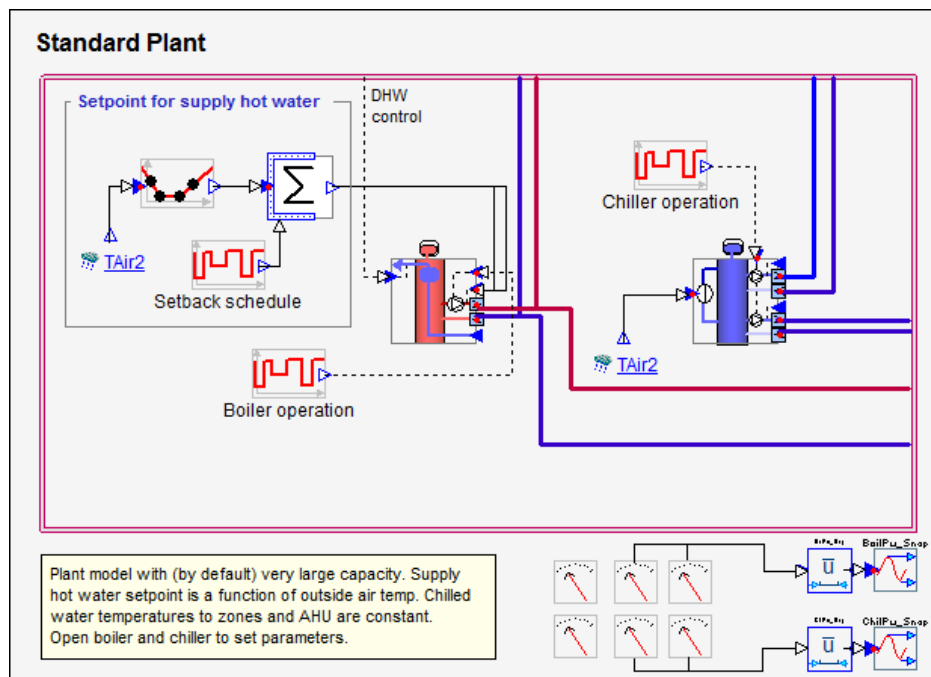 Standard Plant
Setpoint for supply hot water
DHW
control
TAir2
Setback schedule
Boiler operation
Chiller operation
TAir2
Plant model with (by default) very large capacity. Supply
hot water setpoint is a function of outside air temp. Chilled
water temperatures to zones and AHU are constant.
Open boiler and chiller to set parameters.
Σ
BoilPu_Snap
ū
ChilPu_Snap
ū